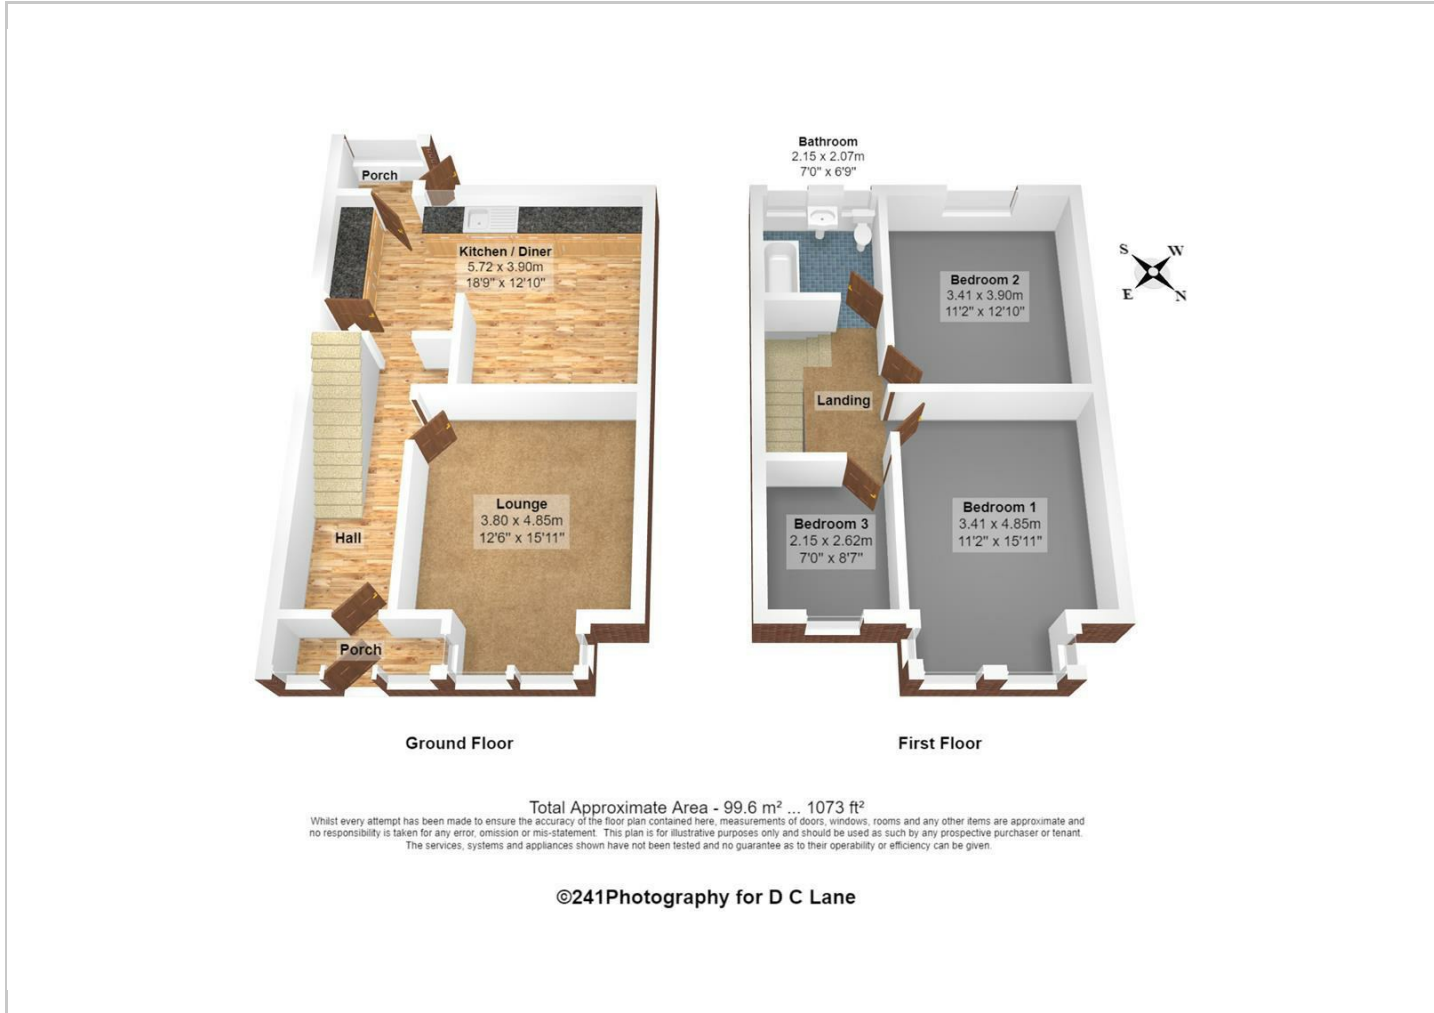 Porch
Kitchen / Diner
5.72 x 3.90m
18'9" x 12'10"
Lounge
3.80 x 4.85m
12'6" x 15'11"
Hall
Porch
Ground Floor
Bathroom
2.15 x 2.07m
7'0" x 6'9"
Bedroom 2
3.41 x 3.90m
11'2" x 12'10"
Landing
Bedroom 1
3.41 x 4.85m
11'2" x 15'11"
Bedroom 3
2.15 x 2.62m
7'0" x 8'7"
First Floor
S W
E N
Total Approximate Area - 99.6 m² ... 1073 ft²
Whilst every attempt has been made to ensure the accuracy of the floor plan contained here, measurements of doors, windows, rooms and any other items are approximate and
no responsibility is taken for any error, omission or mis-statement. This plan is for illustrative purposes only and should be used as such by any prospective purchaser or tenant.
The services, systems and appliances shown have not been tested and no guarantee as to their operability or efficiency can be given.
©241Photography for D C Lane